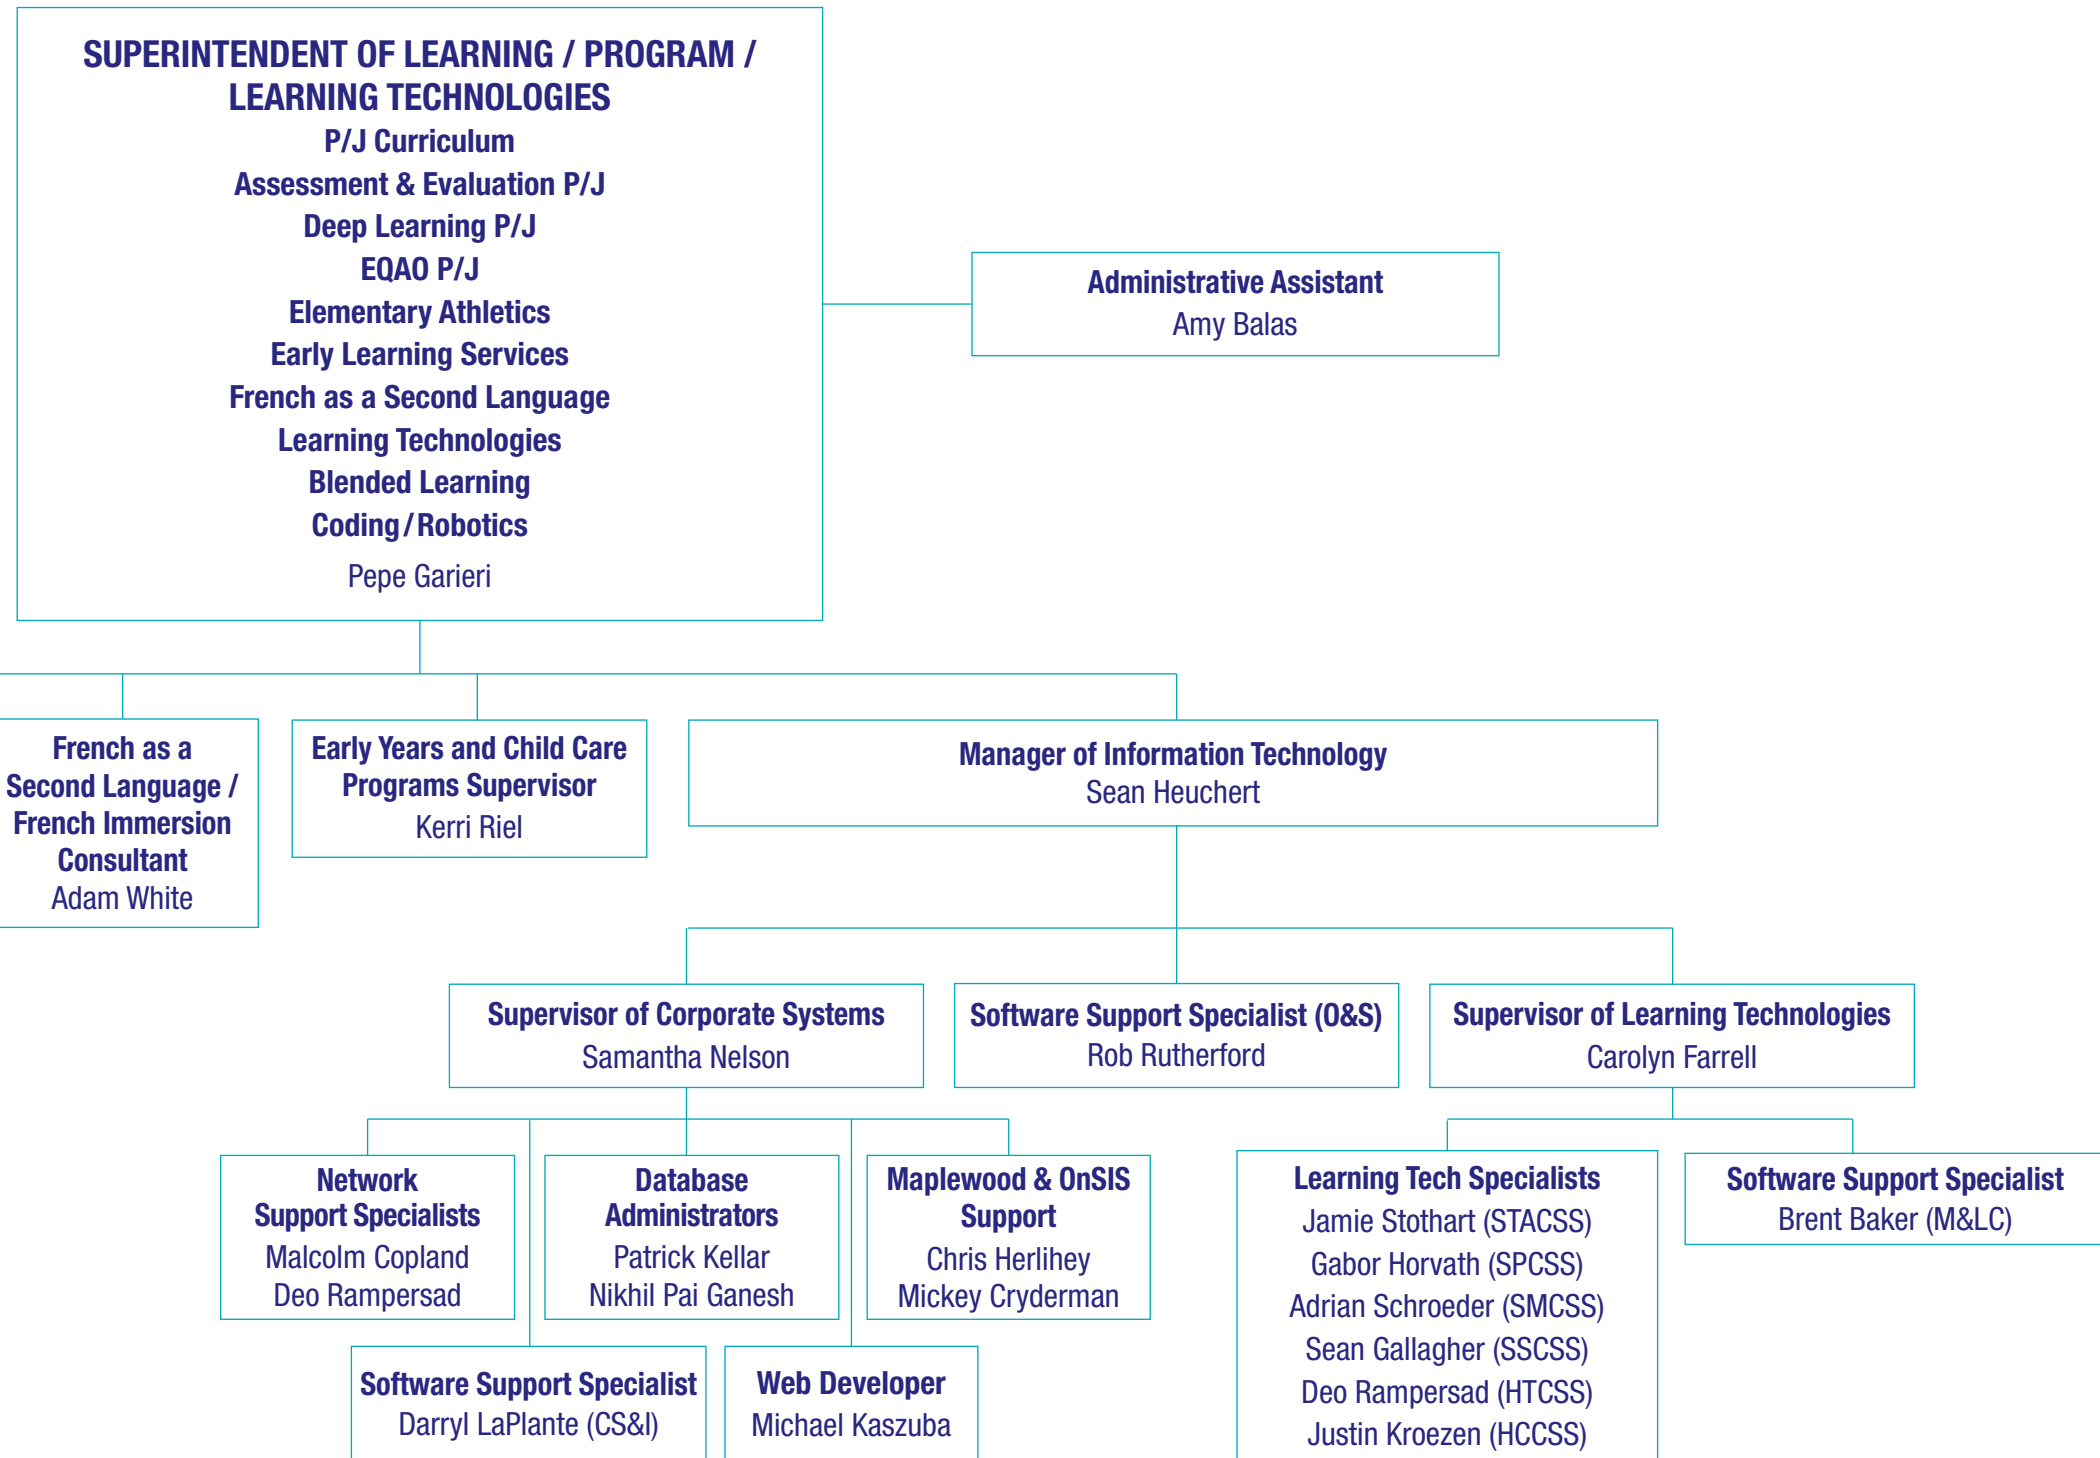 SUPERINTENDENT OF LEARNING / PROGRAM /
LEARNING TECHNOLOGIES
P/J Curriculum
Assessment & Evaluation P/J
Deep Learning P/J
EQAO P/J
Elementary Athletics
Early Learning Services
French as a Second Language
Learning Technologies
Blended Learning
Coding/Robotics
Pepe Garieri
Administrative Assistant
Amy Balas
French as a
Second Language /
French Immersion
Consultant
Adam White
Early Years and Child Care
Programs Supervisor
Kerri Riel
Manager of Information Technology
Sean Heuchert
Supervisor of Corporate Systems
Samantha Nelson
Software Support Specialist (O&S)
Rob Rutherford
Supervisor of Learning Technologies
Carolyn Farrell
Network
Support Specialists
Malcolm Copland
Deo Rampersad
Database
Administrators
Patrick Kellar
Nikhil Pai Ganesh
Maplewood & OnSIS
Support
Chris Herlihey
Mickey Cryderman
Learning Tech Specialists
Jamie Stothart (STACSS)
Gabor Horvath (SPCSS)
Adrian Schroeder (SMCSS)
Sean Gallagher (SSCSS)
Deo Rampersad (HTCSS)
Justin Kroezen (HCCSS)
Software Support Specialist
Brent Baker (M&LC)
Software Support Specialist
Darryl LaPlante (CS&I)
Web Developer
Michael Kaszuba